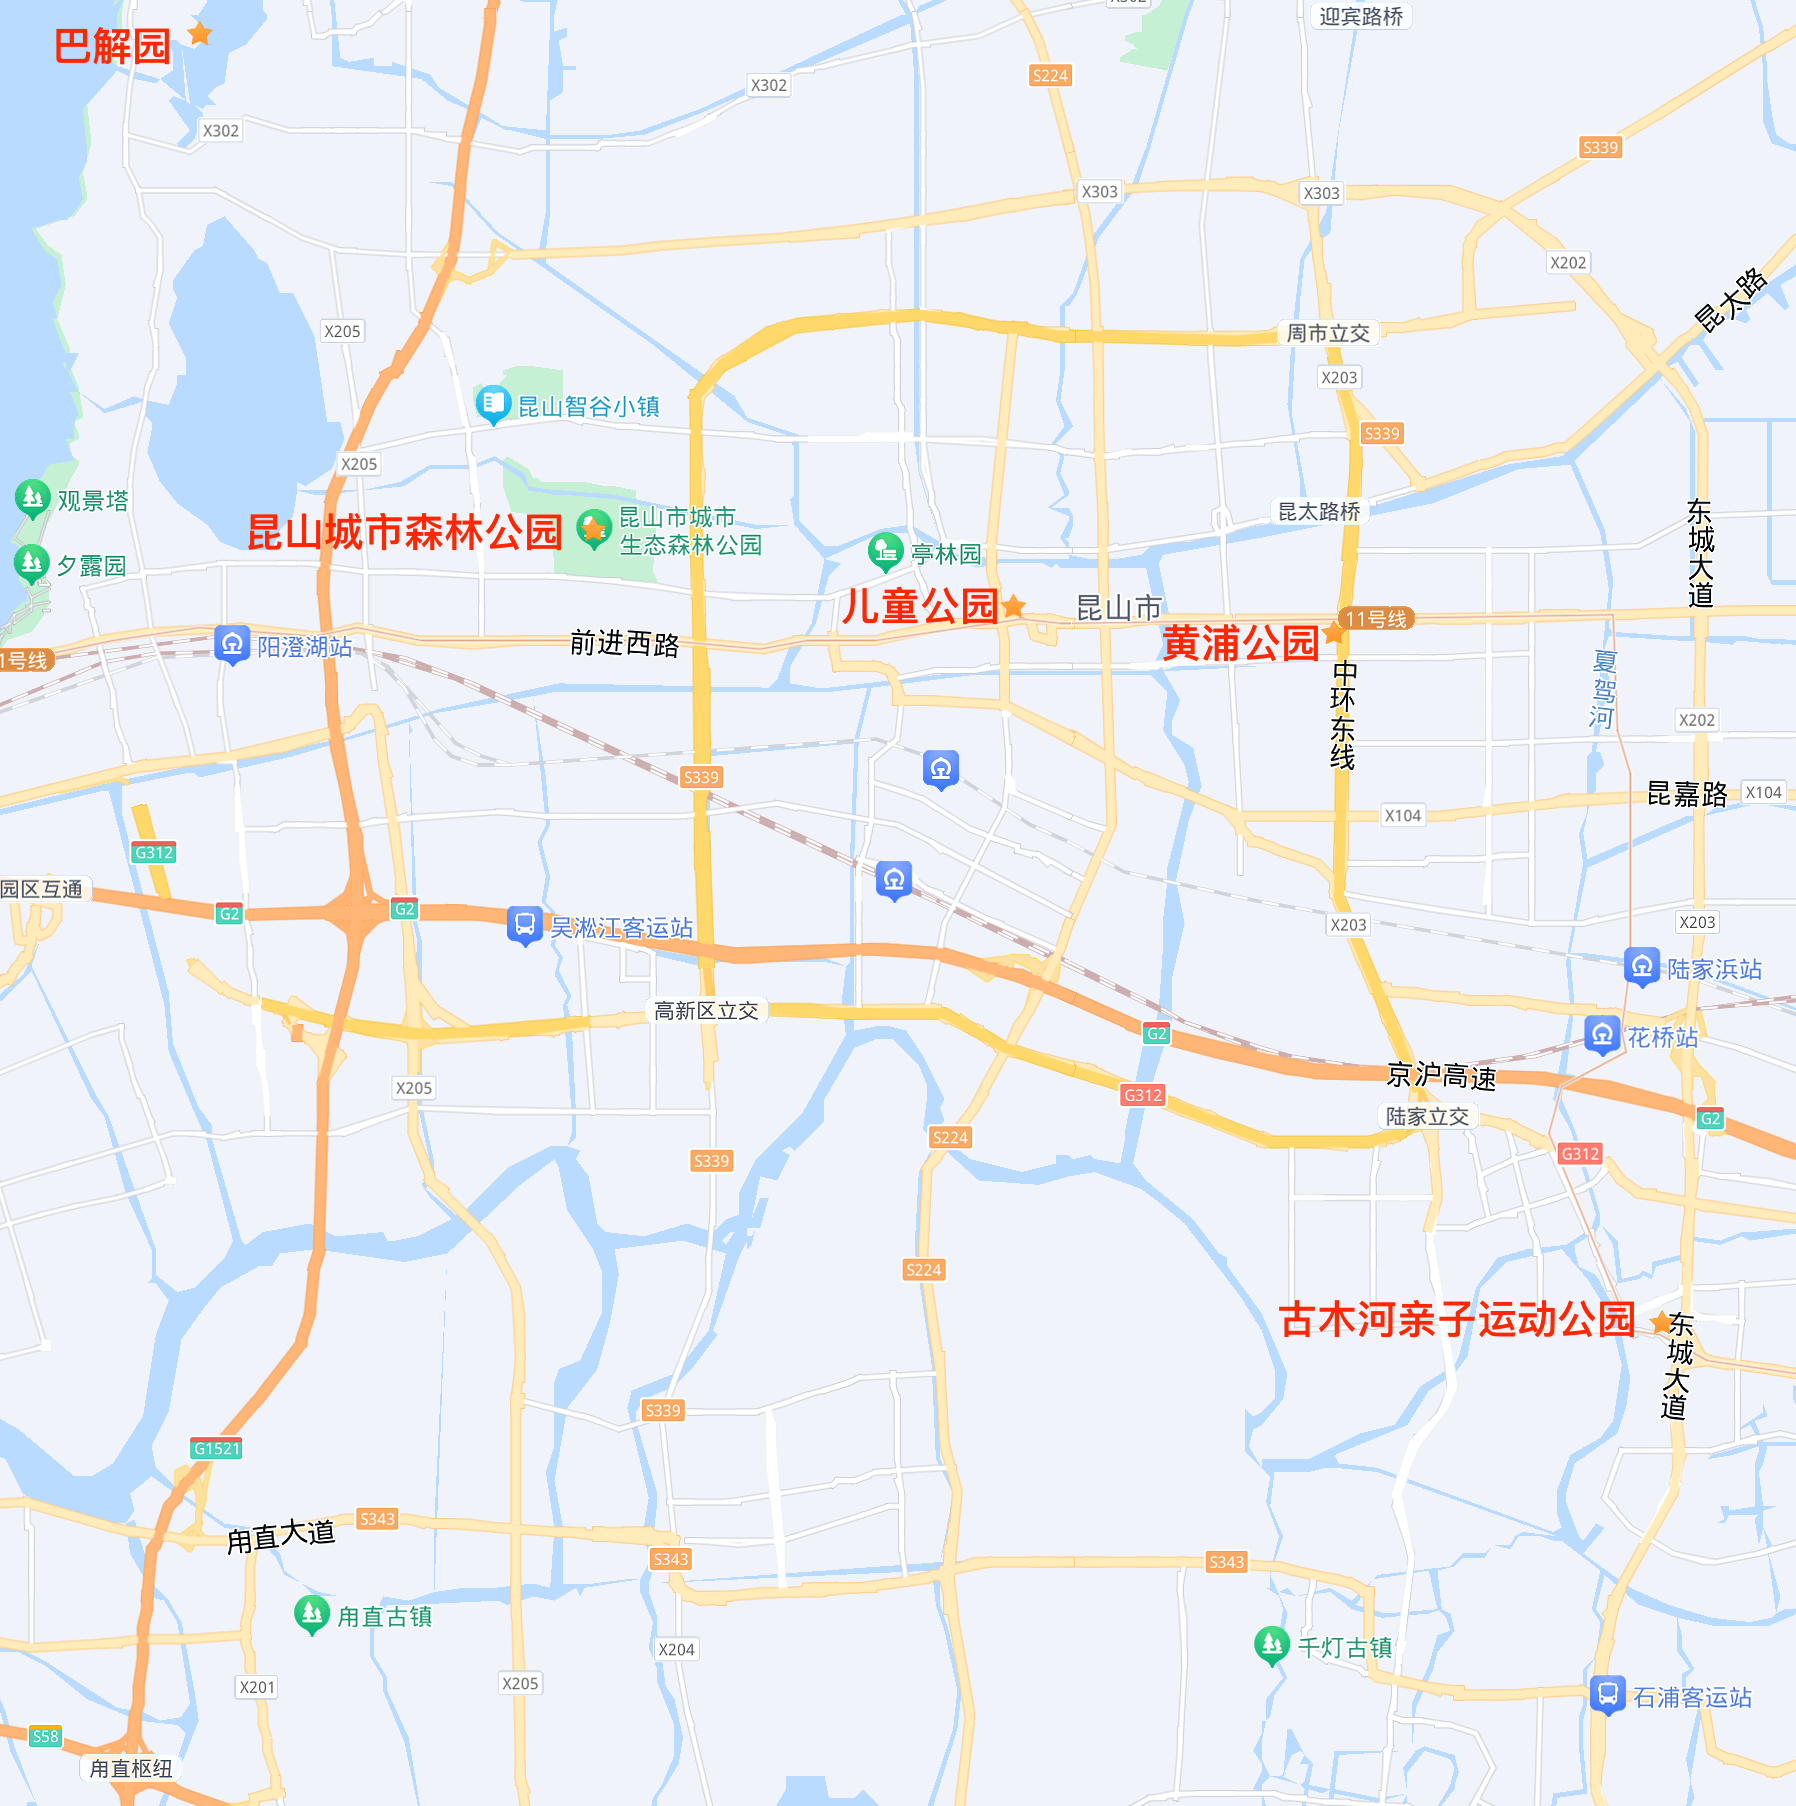 迎宾路桥
X302
巴解园
S224
X302
X302
S339
X303
X303
X202
昆太路
X205
周市立交
X203
昆山智谷小镇
S339
X205
观景塔
昆山城市森林公园
昆山市城市
生态森林公园
昆太路桥
东城大道
夕露园
亭林园
儿童公园
昆山市
11号线
前进西路
黄浦公园
阳澄湖站
1号线
中环东线
夏驾河
X202
S339
昆嘉路
X104
X104
G312
园区互通
G2
G2
吴淞江客运站
X203
X203
陆家浜站
高新区立交
G2
花桥站
京沪高速
X205
G312
陆家立交
G2
S224
G312
S339
S224
古木河亲子运动公园
东城大道
S339
G1521
甪直大道
S343
S343
S343
甪直古镇
千灯古镇
X204
X201
X205
石浦客运站
S58
甪直枢纽